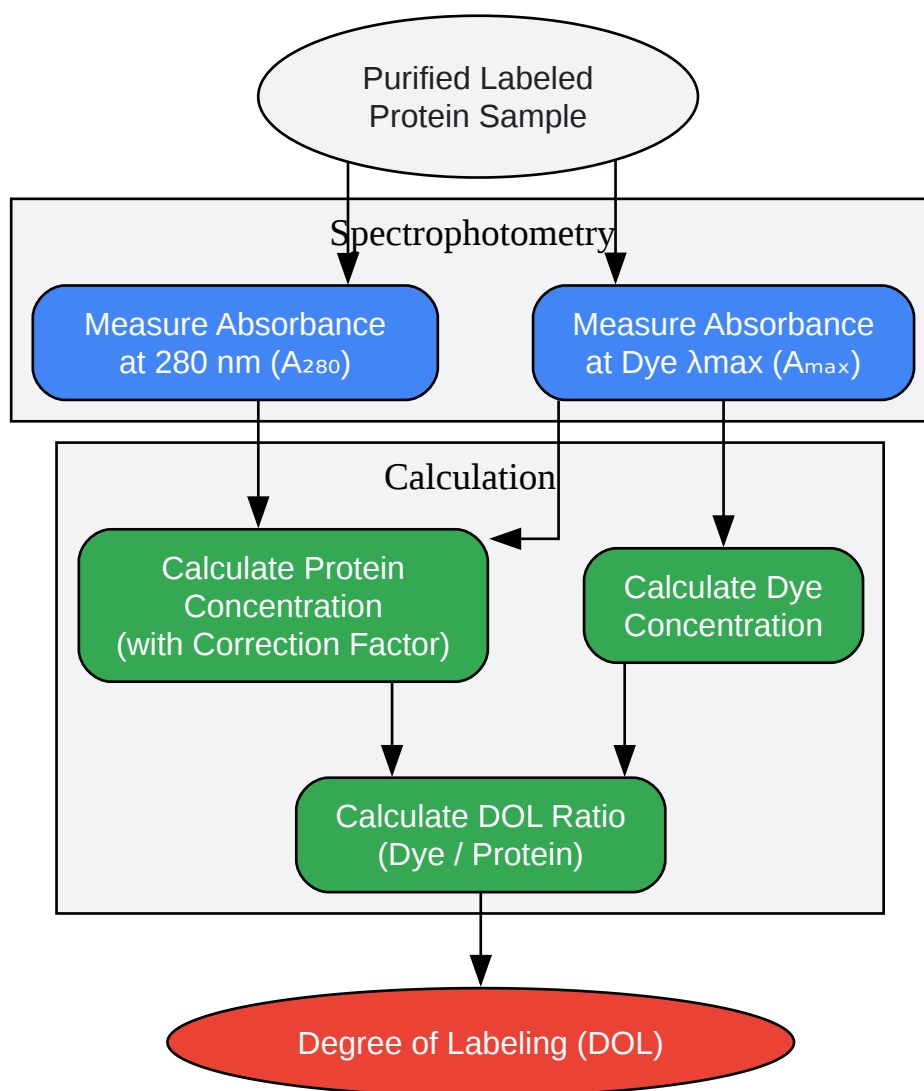 Purified Labeled
Protein Sample
Spectrophotometry
Measure Absorbance
at 280 nm (A₂₈₀)
Measure Absorbance
at Dye λmax (Aₘₐₓ)
Calculation
Calculate Protein
Concentration
(with Correction Factor)
Calculate Dye
Concentration
Calculate DOL Ratio
(Dye / Protein)
Degree of Labeling (DOL)